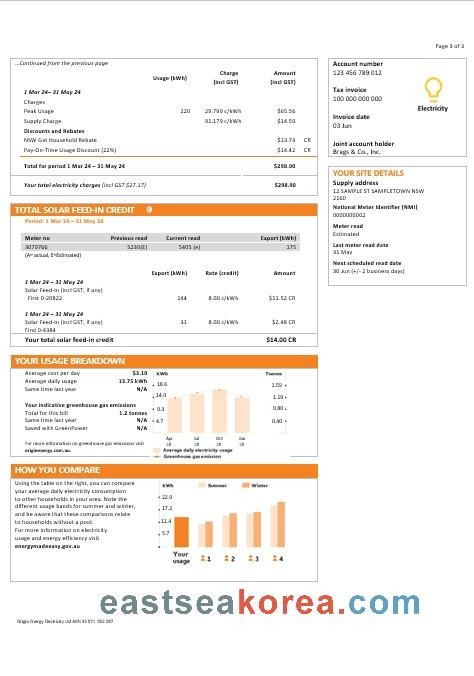 Page 3 of 3
...Continued from the previous page
Usage (kWh) Charge (incl GST) Amount (incl GST)
1 Mar 24– 31 May 24
Charges
Peak Usage 220 29.799 c/kWh $65.56
Supply Charge 91.179 c/kWh $14.59
Discounts and Rebates
NSW Gvt Household Rebate $13.74 CR
Pay-On-Time Usage Discount (22%) $14.42 CR
Total for period 1 Mar 24 – 31 May 24 $298.90
Your total electricity charges (incl GST $27.17) $298.90
Account number
123 456 789 012
Tax invoice
100 000 000 000
Invoice date
03 Jun
Joint account holder
Brags & Co., Inc.
Electricity
YOUR SITE DETAILS
Supply address
12 SAMPLE ST SAMPLETOWN NSW
2160
National Meter Identifier (NMI)
0000000002
Meter read
Estimated
Last meter read date
31 May
Next scheduled read date
30 Jun (+/- 2 business days)
TOTAL SOLAR FEED-IN CREDIT
Period: 1 Mar 24 – 31 May 24
Meter no Previous read Current read Export (kWh)
3079766 5230(E) 5405 (e) 175
(A= actual, E=Estimated)
Export (kWh) Rate (credit) Amount
1 Mar 24 – 31 May 24
Solar Feed-In (Incl GST, if any)
First 0-20822 144 8.00 c/kWh $11.52 CR
1 Mar 24 – 31 May 24
Solar Feed-In (Incl GST, if any) 31 8.00 c/kWh $2.48 CR
First 0-4384
Your total solar feed-in credit $14.00 CR
YOUR USAGE BREAKDOWN
Average cost per day $3.10
Average daily usage 13.75 kWh
Same time last year N/A
Your indicative greenhouse gas emissions
Total for this bill 1.2 tonnes
Same time last year N/A
Saved with GreenPower N/A
For more information on greenhouse gas emissions visit
originenergy.com.au.
kWh Tonnes
18.6 1.59
14.0 1.19
9.3 0.80
4.7 0.40
Apr Jul Oct Jan
18 18 18 18
Average daily electricity usage
Greenhouse gas emission
HOW YOU COMPARE
Using the table on the right, you can compare
your average daily electricity consumption
to other households in your area. Note the
different usage bands for summer and winter,
and be aware that these comparisons relate
to households without a pool.
For more information on electricity
usage and energy efficiency visit
energymadeeasy.gov.au
kWh Summer Winter
22.9
17.2
11.4
5.7
Your usage 1 2 3 4
eastseakorea.com
Origin Energy Electricity Ltd ABN 33 071 052 287